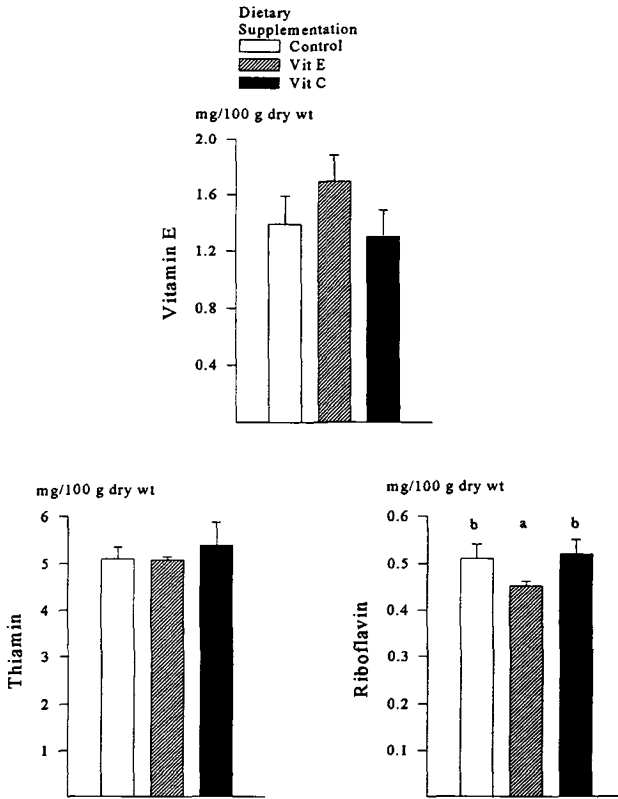 Dietary
Supplementation
Control
Vit E
Vit C
mg/100 g dry wt
2.0
1.6
1.2
0.8
0.4
Vitamin E
mg/100 g dry wt
6
5
4
3
2
1
Thiamin
mg/100 g dry wt
0.6
0.5
0.4
0.3
0.2
0.1
Riboflavin
b a b